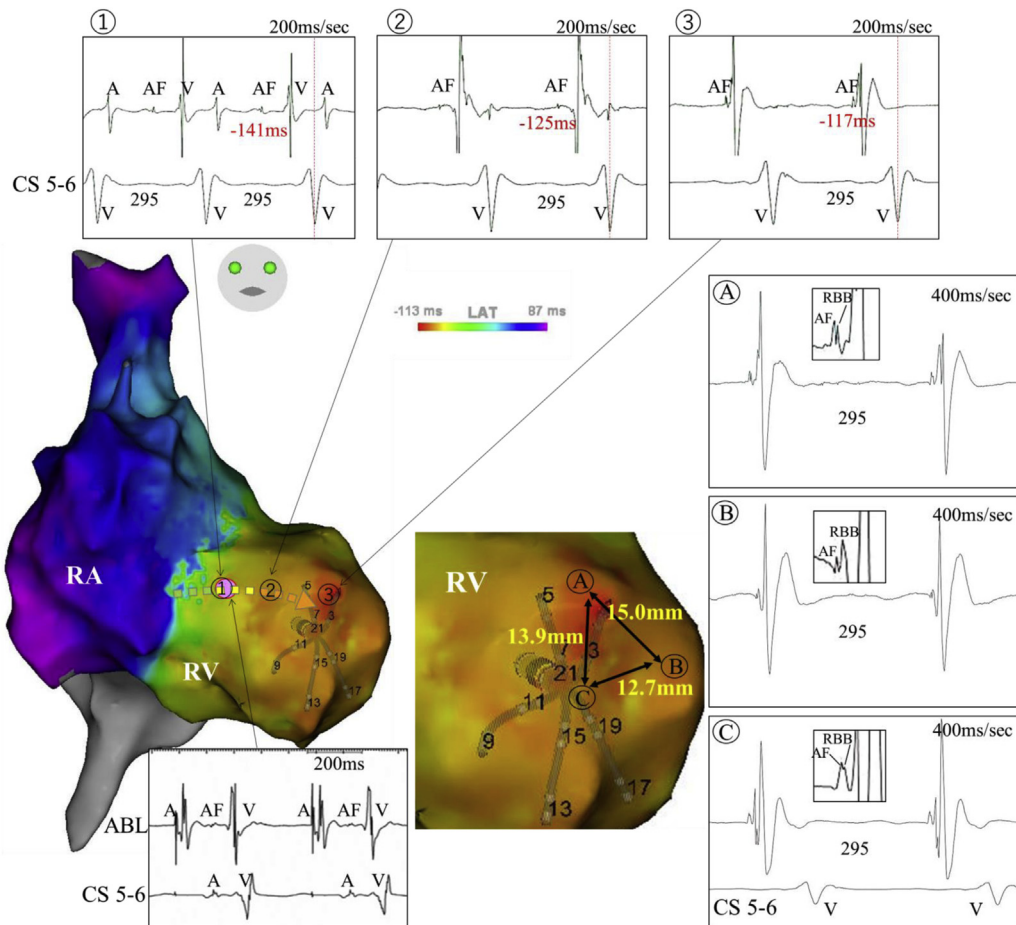 ① 200ms/sec
A AF V A AF V A
-141ms
CS 5-6
295 295
V V V
② 200ms/sec
AF AF
-125ms
295
V V
③ 200ms/sec
AF AF
-117ms
295
V V
-113 ms LAT 87 ms
RA
RV
① ② ③
5
7 3
21
11
9
15 19
13
17
200ms
A AF V A AF V
ABL
A V A V
CS 5-6
RV
5
Ⓐ
15.0mm
13.9mm
7 3
21
Ⓑ
12.7mm
Ⓒ
11
9
15 19
13
17
Ⓐ 400ms/sec
RBB
AF
295
Ⓑ 400ms/sec
RBB
AF
295
Ⓒ 400ms/sec
RBB
AF
295
CS 5-6 V V